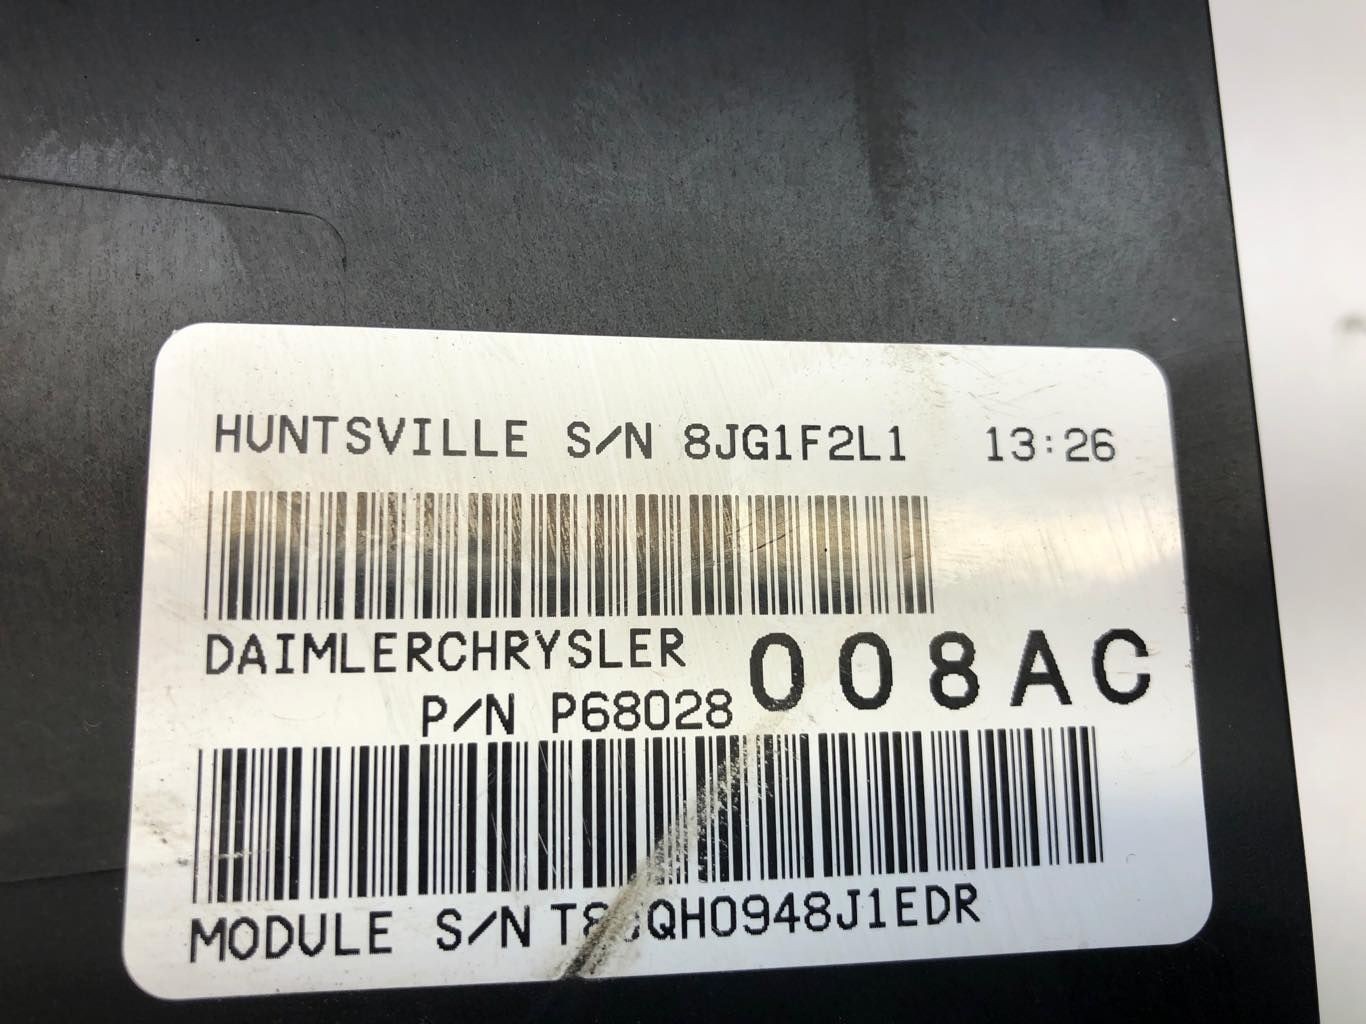 HUNTSVILLE S/N 8JG1F2L1 13:26
DAIMLERCHRYSLER
P/N P68028 008AC
MODULE S/N